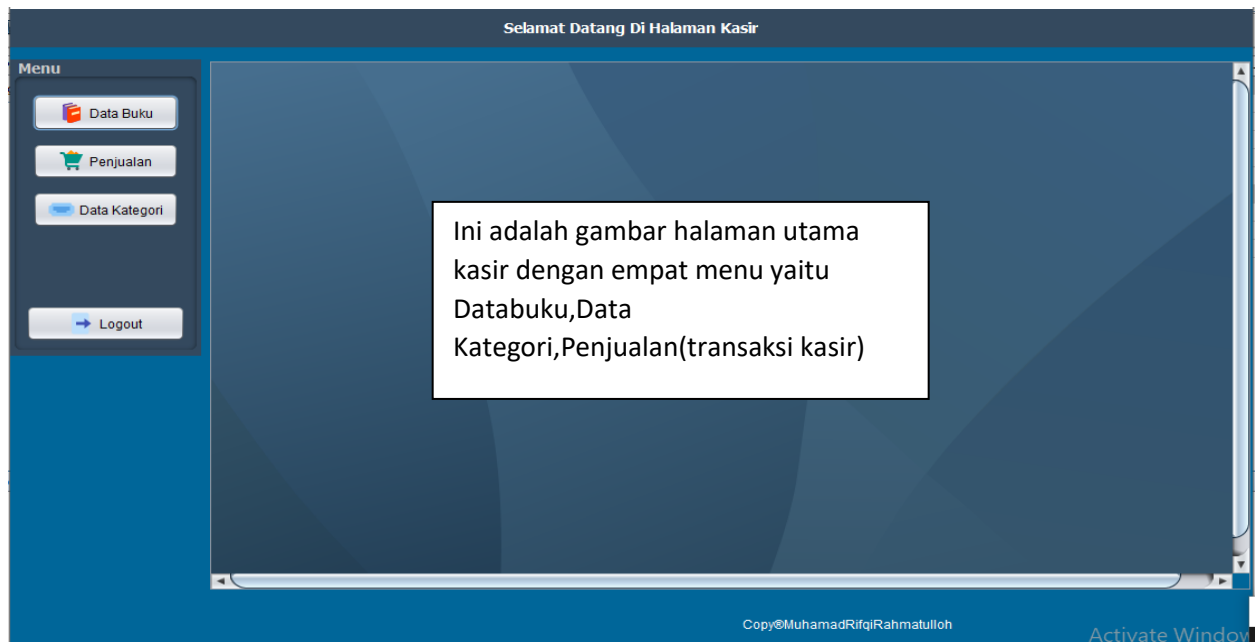 Selamat Datang Di Halaman Kasir
Menu
Data Buku
Penjualan
Data Kategori
Logout
Ini adalah gambar halaman utama
kasir dengan empat menu yaitu
Databuku,Data
Kategori,Penjualan(transaksi kasir)
Copy®MuhamadRifqiRahmatulloh
Activate Window